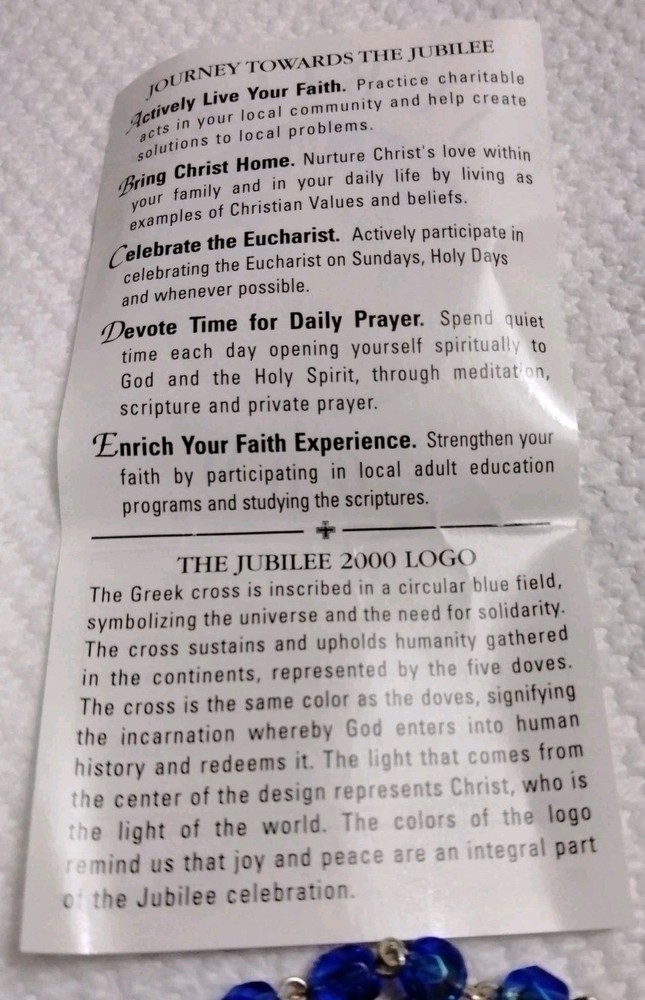 JOURNEY TOWARDS THE JUBILEE
Actively Live Your Faith. Practice charitable
acts in your local community and help create
solutions to local problems.
Bring Christ Home. Nurture Christ's love within
your family and in your daily life by living as
examples of Christian Values and beliefs.
Celebrate the Eucharist. Actively participate in
celebrating the Eucharist on Sundays, Holy Days
and whenever possible.
Devote Time for Daily Prayer. Spend quiet
time each day opening yourself spiritually to
God and the Holy Spirit, through meditation,
scripture and private prayer.
Enrich Your Faith Experience. Strengthen your
faith by participating in local adult education
programs and studying the scriptures.
THE JUBILEE 2000 LOGO
The Greek cross is inscribed in a circular blue field,
symbolizing the universe and the need for solidarity.
The cross sustains and upholds humanity gathered
in the continents, represented by the five doves.
The cross is the same color as the doves, signifying
the incarnation whereby God enters into human
history and redeems it. The light that comes from
the center of the design represents Christ, who is
the light of the world. The colors of the logo
remind us that joy and peace are an integral part
of the Jubilee celebration.